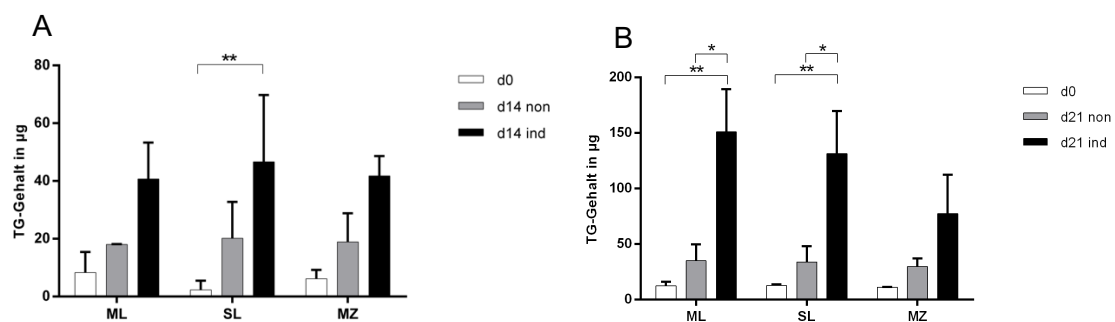 A
**
80
60
40
20
0
TG-Gehalt in µg
ML
SL
MZ
d0
d14 non
d14 ind
B
*
**
*
**
200
150
100
50
0
TG-Gehalt in µg
ML
SL
MZ
d0
d21 non
d21 ind